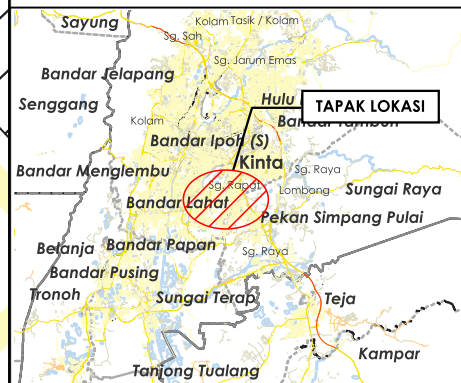 Sayung
Kolam Tasik / Kolam
Sg. Sah
Sg. Jarum Emas
Bandar Jelapang
Hulu
TAPAK LOKASI
Senggang
Kolam
Bandar Tambun
Bandar Ipoh (S)
Kinta
Bandar Menglembu
Sg. Raya
Sg. Rapat
Lombong
Sungai Raya
Bandar Lahat
Pekan Simpang Pulai
Belanja
Bandar Papan
Sg. Raya
Bandar Pusing
Tronoh
Sungai Terap
Teja
Kampar
Tanjong Tualang